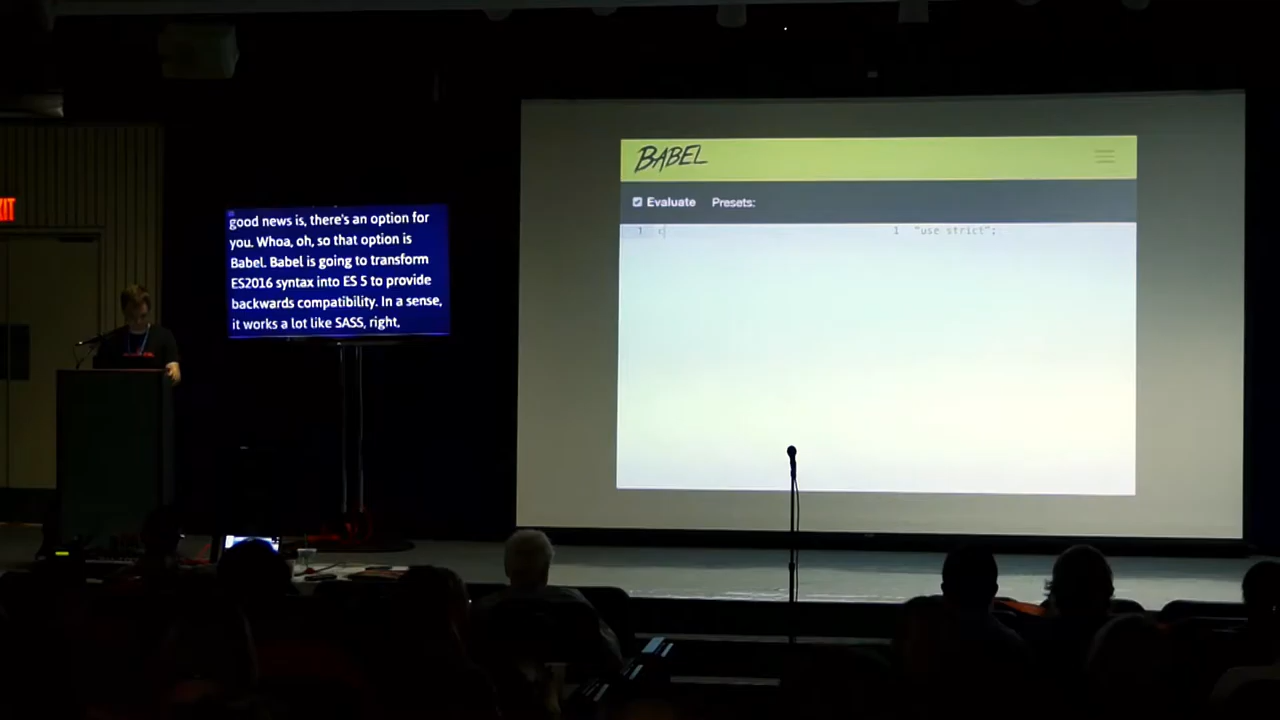 XIT
good news is, there's an option for
you. Whoa, oh, so that option is
Babel. Babel is going to transform
ES2016 syntax into ES 5 to provide
backwards compatibility. In a sense,
it works a lot like SASS, right.
BABEL
Evaluate Presets:
1 1 "use strict";